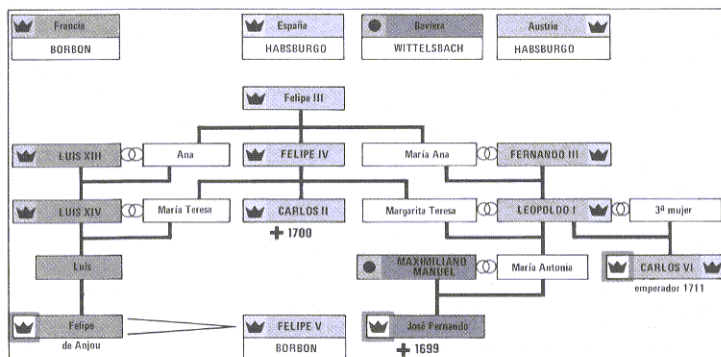 Francia
BORBON
España
HABSBURGO
Baviera
WITTELSBACH
Austria
HABSBURGO
Felipe III
LUIS XIII
Ana
FELIPE IV
María Ana
FERNANDO III
LUIS XIV
María Teresa
CARLOS II
Margarita Teresa
LEOPOLDO I
3ª mujer
1700
Luis
MAXIMILIANO
MANUEL
María Antonia
CARLOS VI
emperador 1711
Felipe
de Anjou
FELIPE V
BORBON
José Fernando
1699